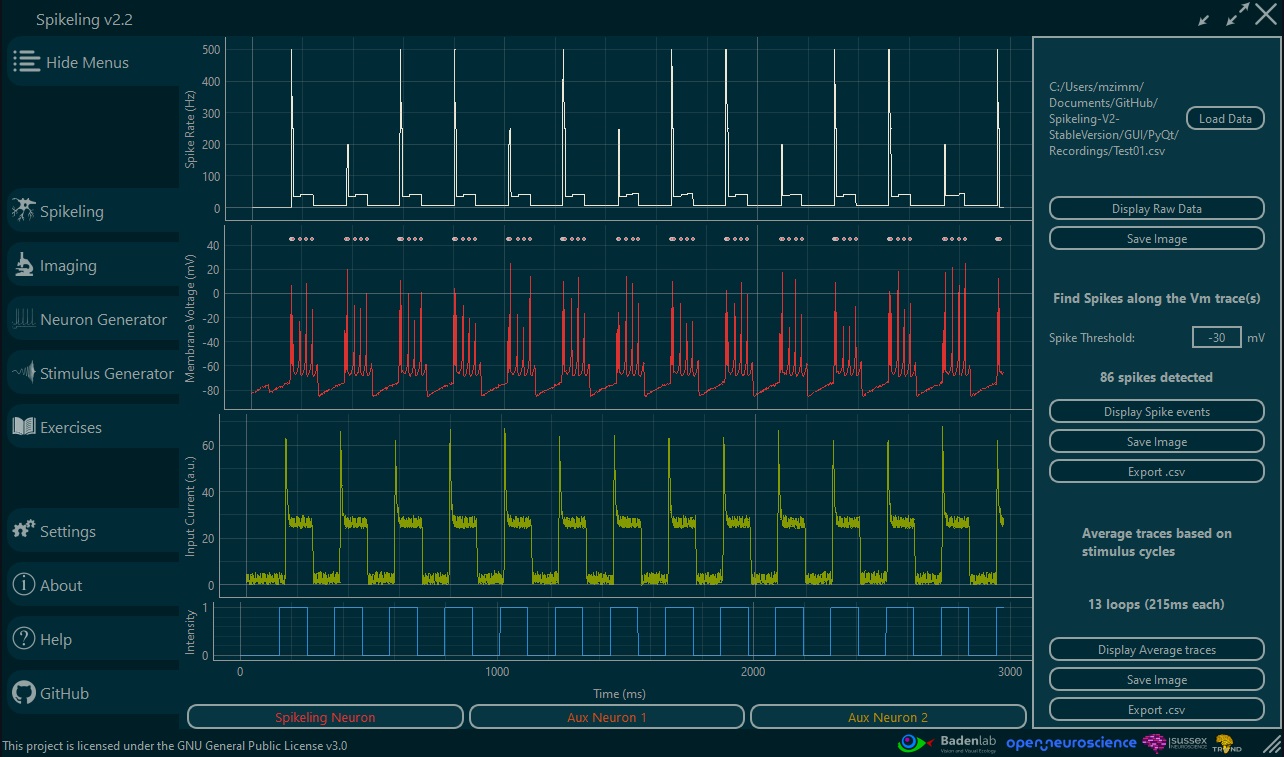 Spikeling v2.2
Hide Menus
Spikeling
Imaging
Neuron Generator
Stimulus Generator
Exercises
Settings
About
Help
GitHub
Spike Rate (Hz)
500
400
300
200
100
0
Membrane Voltage (mV)
40
20
0
-20
-40
-60
-80
Input Current (a.u.)
60
40
20
0
Intensity
1
0
0
1000
2000
3000
Time (ms)
Spikeling Neuron
Aux Neuron 1
Aux Neuron 2
C:/Users/mzimm/
Documents/GitHub/
Spikeling-V2-
StableVersion/GUI/PyQt/
Recordings/Test01.csv
Load Data
Display Raw Data
Save Image
Find Spikes along the Vm trace(s)
Spike Threshold: -30 mV
86 spikes detected
Display Spike events
Save Image
Export .csv
Average traces based on
stimulus cycles
13 loops (215ms each)
Display Average traces
Save Image
Export .csv
This project is licensed under the GNU General Public License v3.0
Badenlab
Vision and Visual Ecology
openneuroscience
SUSSEX
NEUROSCIENCE
TREND